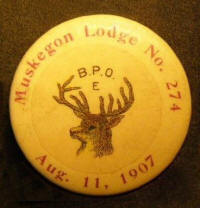 Muskegon Lodge No. 274
B.P.O.
E
Aug. 11, 1907